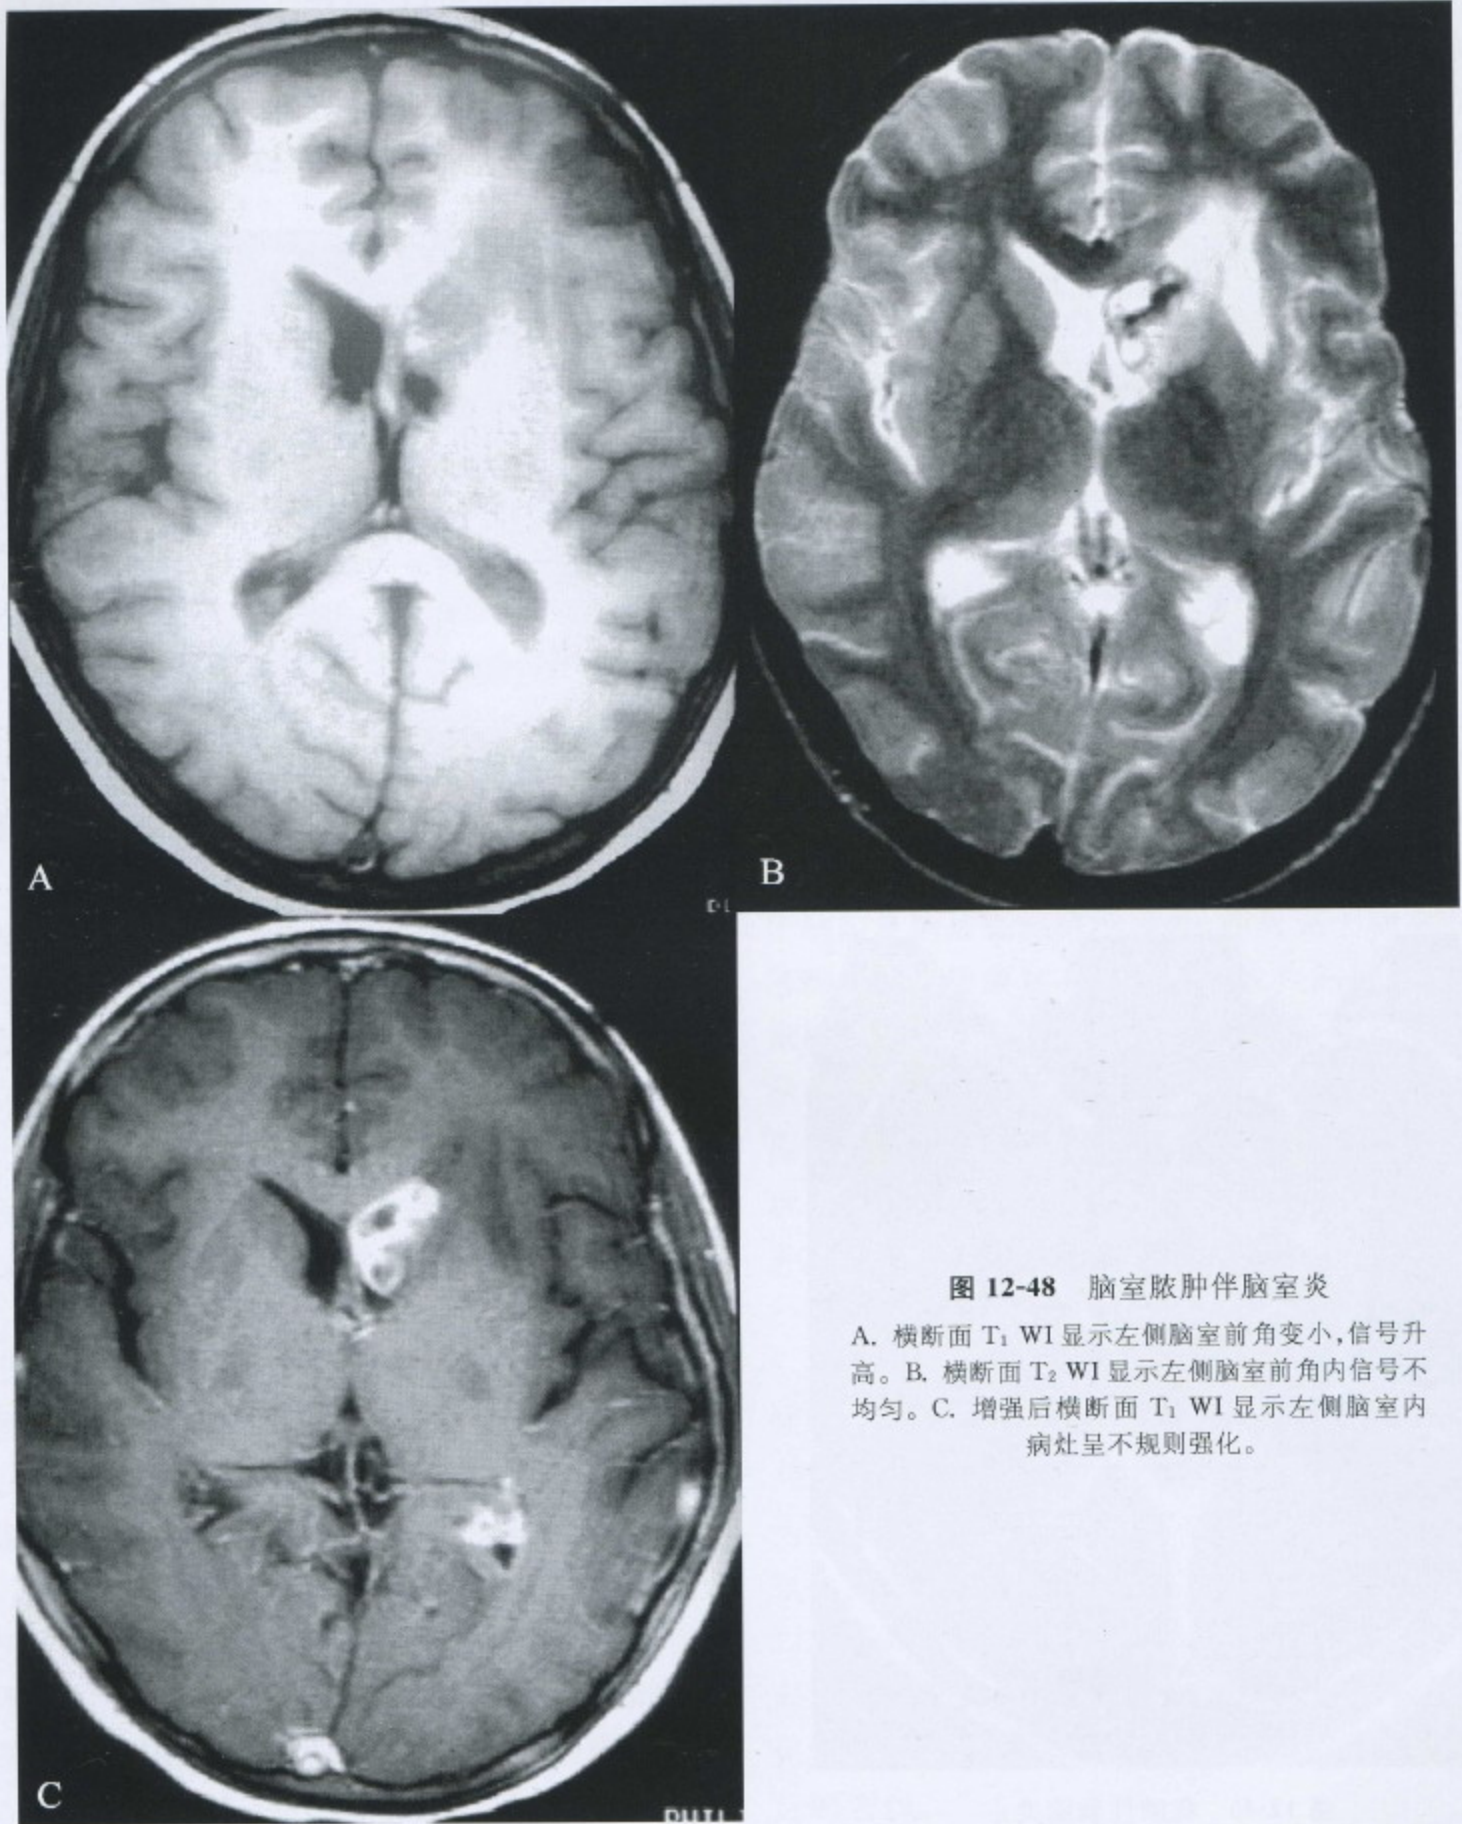 A
B
C
图 12-48 脑室脓肿伴脑室炎
A. 横断面 T₁ WI 显示左侧脑室前角变小,信号升
高。B. 横断面 T₂ WI 显示左侧脑室前角内信号不
均匀。C. 增强后横断面 T₁ WI 显示左侧脑室内
病灶呈不规则强化。